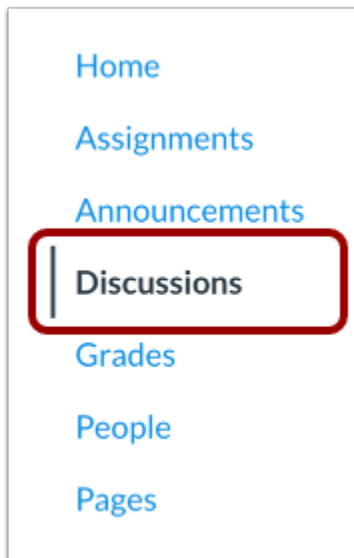 Home
Assignments
Announcements
Discussions
Grades
People
Pages